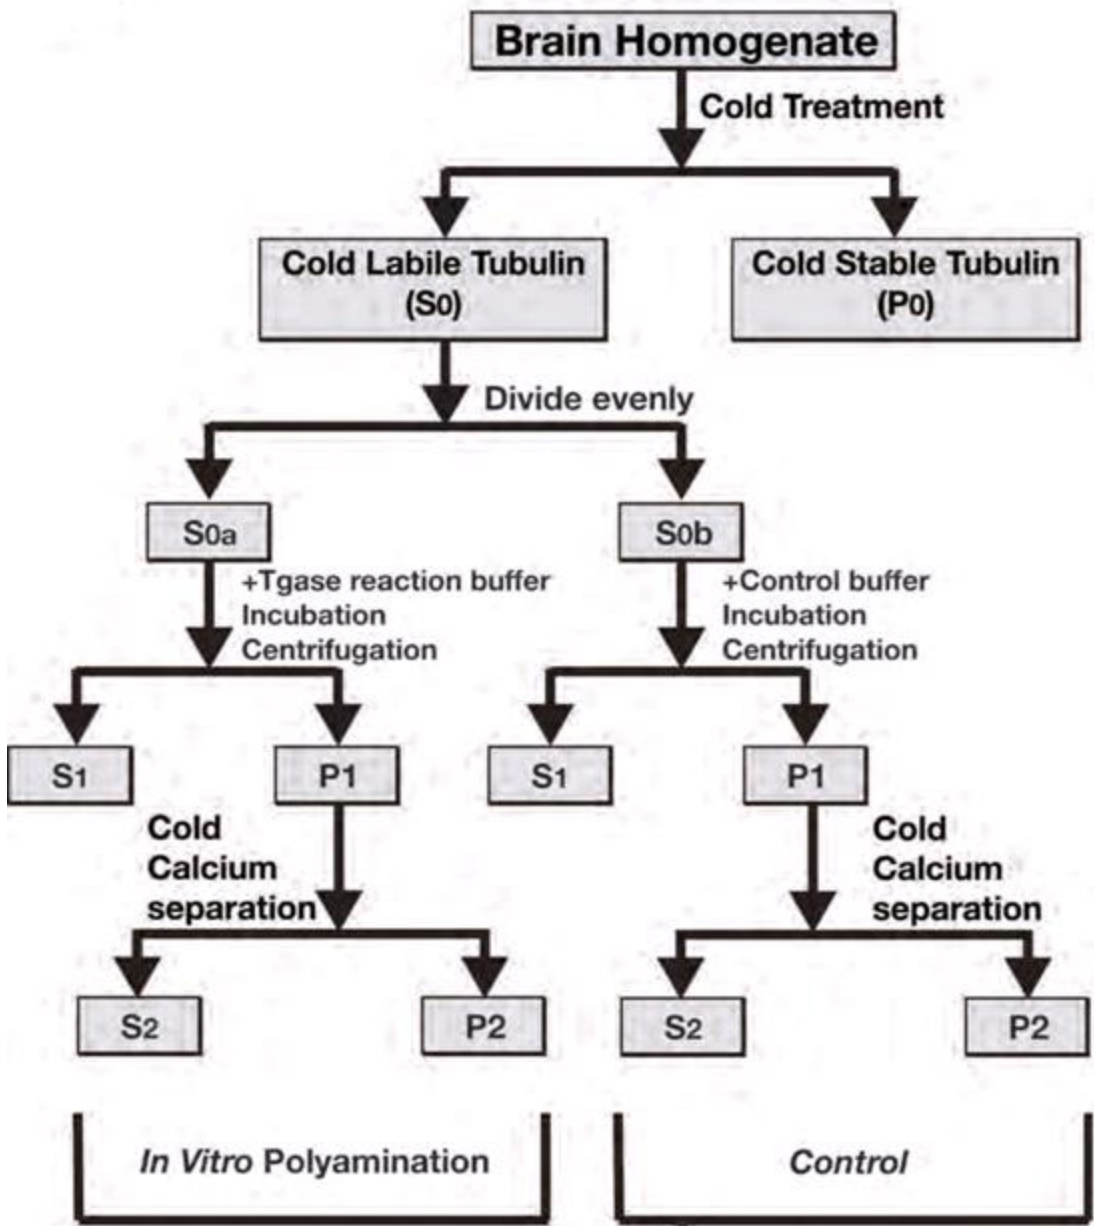 Brain Homogenate
Cold Treatment
Cold Labile Tubulin
(S0)
Cold Stable Tubulin
(P0)
Divide evenly
S0a
S0b
+Tgase reaction buffer
Incubation
Centrifugation
+Control buffer
Incubation
Centrifugation
S1
P1
S1
P1
Cold
Calcium
separation
Cold
Calcium
separation
S2
P2
S2
P2
In Vitro Polyamination
Control